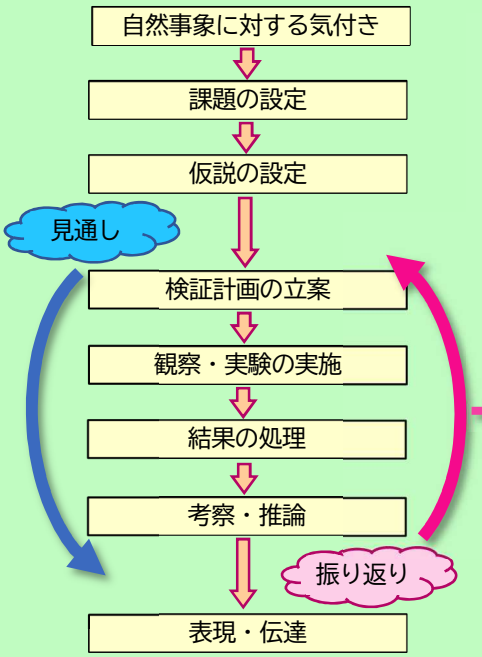 自然事象に対する気付き
課題の設定
仮説の設定
見通し
検証計画の立案
観察・実験の実施
結果の処理
考察・推論
振り返り
表現・伝達